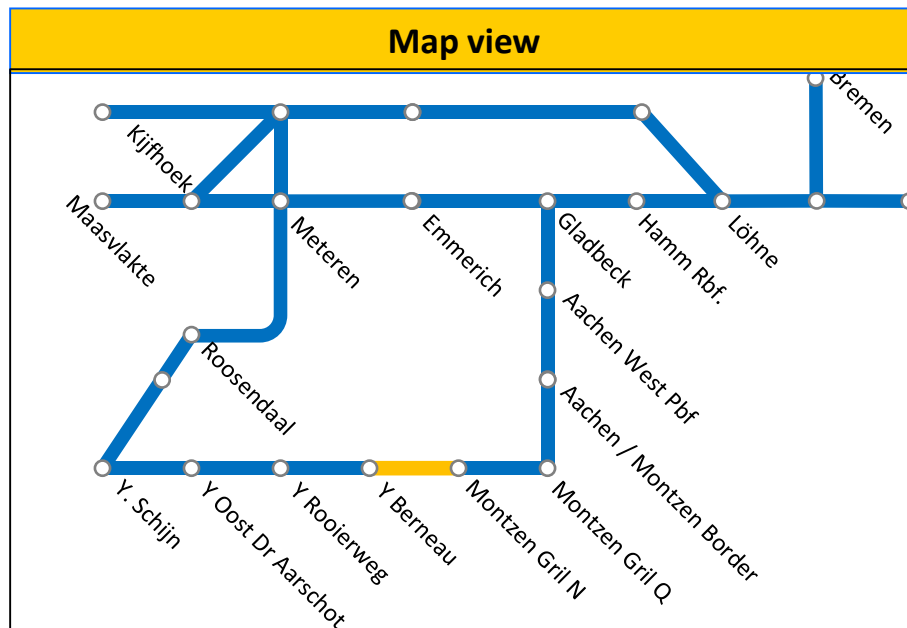 Map view
Bremen
Kijfhoek
Maasvlakte
Meteren
Emmerich
Gladbeck
Hamm Rbf.
Löhne
Aachen West Pbf
Roosendaal
Aachen / Montzen Border
Y. Schijn
Y Oost Dr Aarschot
Y Rooierweg
Y Berneau
Montzen Gril N
Montzen Gril Q